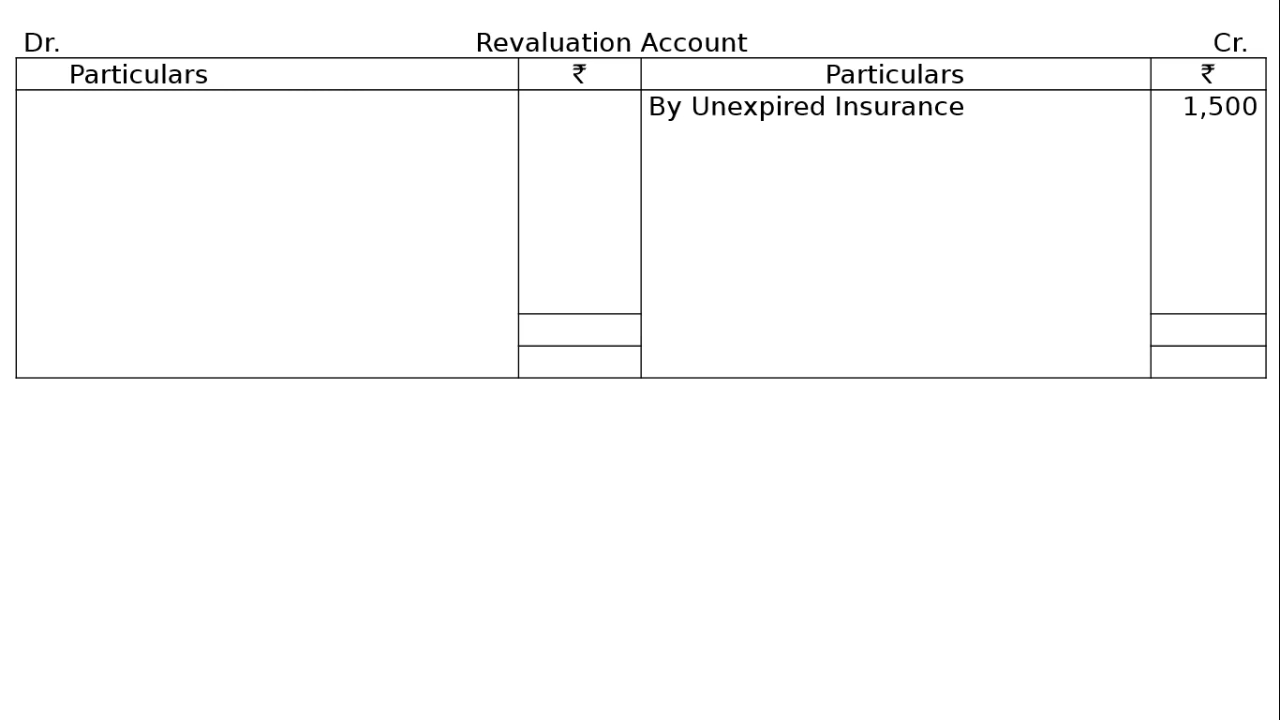 Dr. Revaluation Account Cr.
Particulars ₹ Particulars ₹
By Unexpired Insurance 1,500